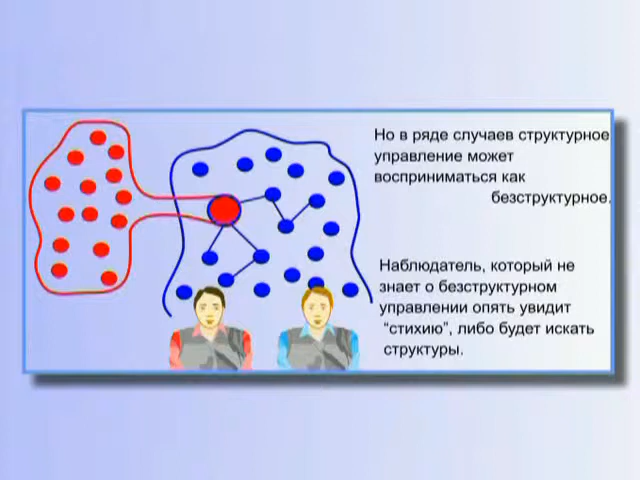 Но в ряде случаев структурное
управление может
восприниматься как
безструктурное.
Наблюдатель, который не
знает о безструктурном
управлении опять увидит
“стихию”, либо будет искать
структуры.